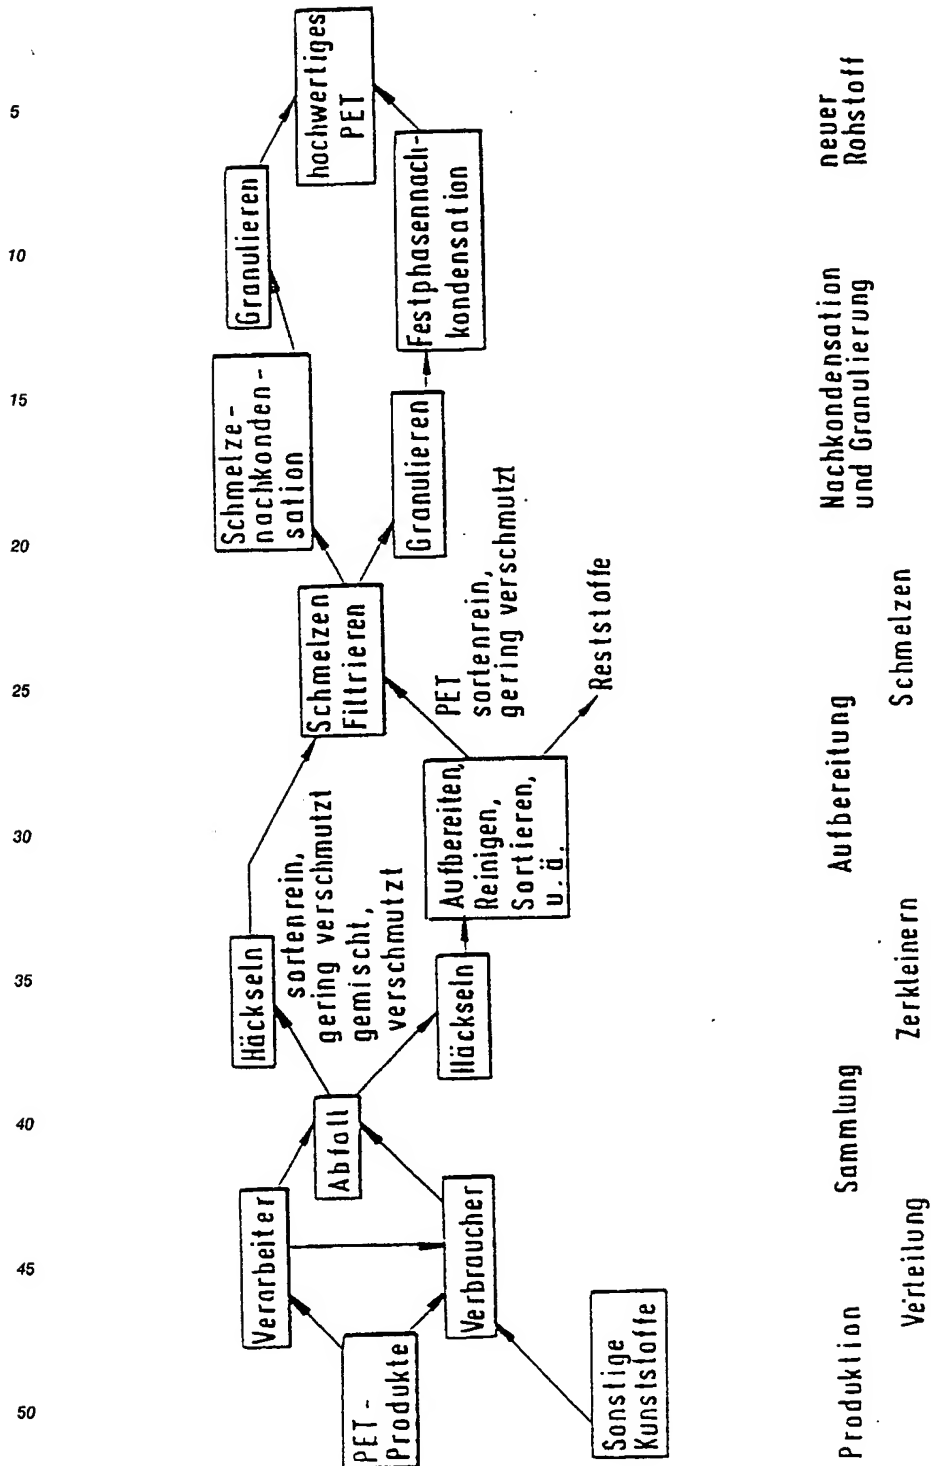 5
10
15
20
25
30
35
40
45
50
PET-
Produkte
Sonstige
Kunststoffe
Verarbeiter
Verbraucher
Abfall
Häckseln
sortenrein,
gering verschmutzt
gemischt,
verschmutzt
Häckseln
Aufbereiten,
Reinigen,
Sortieren,
u. ä.
Reststoffe
PET
sortenrein,
gering verschmutzt
Schmelzen
Filtrieren
Schmelze-
nachkonden-
sation
Granulieren
Granulieren
Festphasennach-
kondensation
hochwertiges
PET
Produktion
Verteilung
Sammlung
Zerkleinern
Aufbereitung
Schmelzen
Nachkondensation
und Granulierung
neuer
Rohstoff